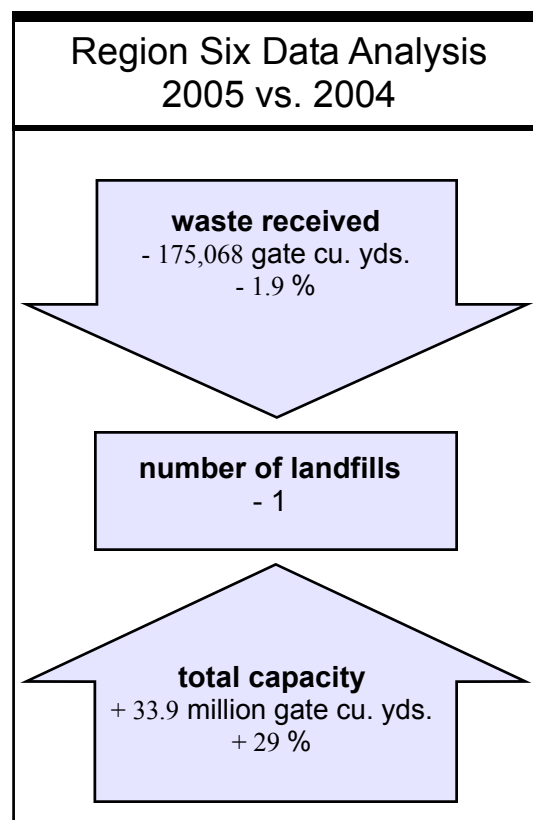 Region Six Data Analysis
2005 vs. 2004
waste received
- 175,068 gate cu. yds.
- 1.9 %
number of landfills
- 1
total capacity
+ 33.9 million gate cu. yds.
+ 29 %